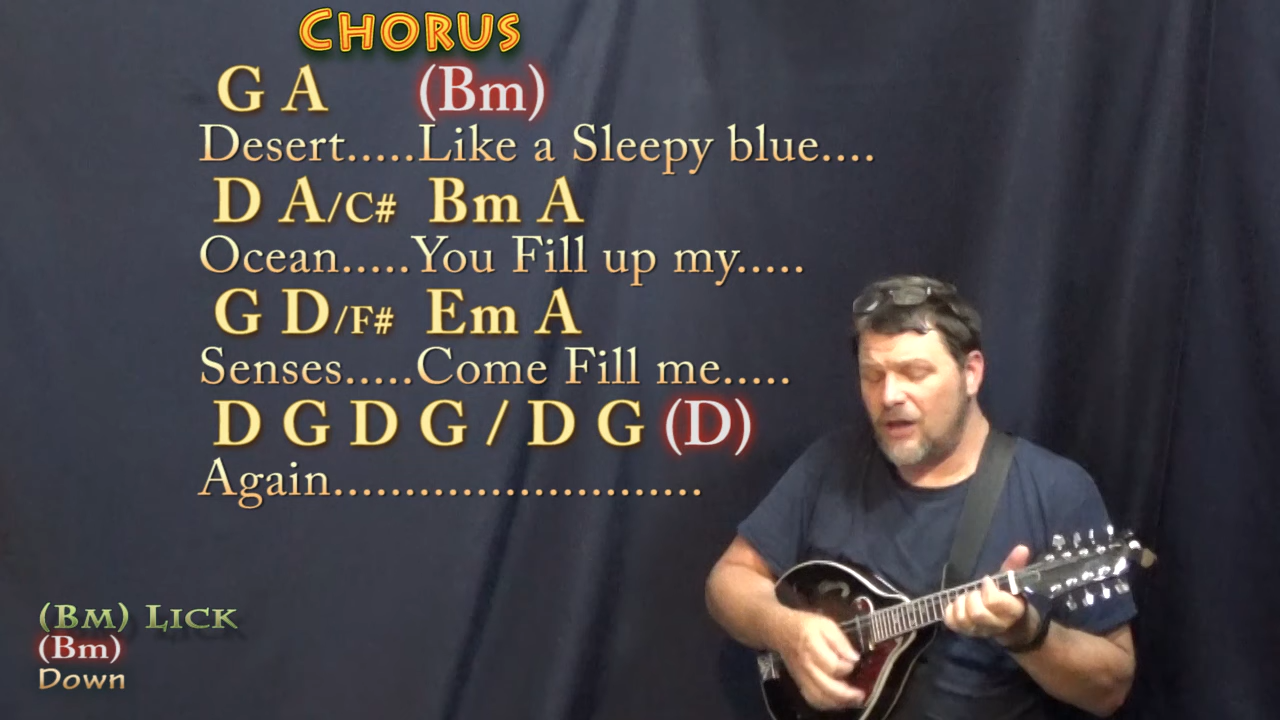 CHORUS
G A (Bm)
Desert.....Like a Sleepy blue....
D A/C# Bm A
Ocean.....You Fill up my.....
G D/F# Em A
Senses.....Come Fill me.....
D G D G / D G (D)
Again..........................
(BM) LICK
(Bm)
Down